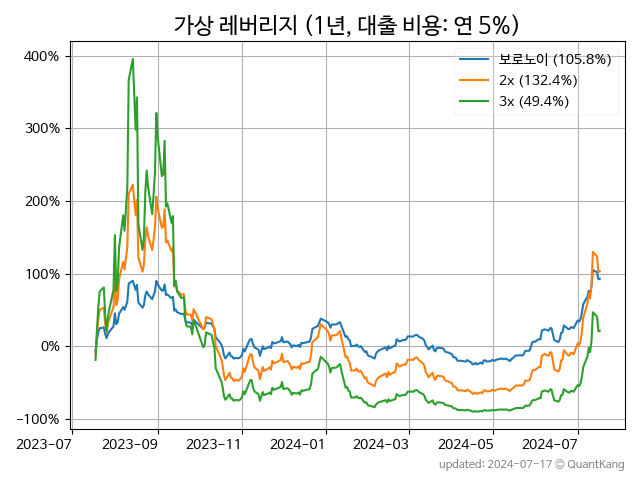 가상 레버리지 (1년, 대출 비용: 연 5%)
400%
300%
200%
100%
0%
−100%
보로노이 (105.8%)
2x (132.4%)
3x (49.4%)
2023-07 2023-09 2023-11 2024-01 2024-03 2024-05 2024-07
updated: 2024-07-17 © QuantKang